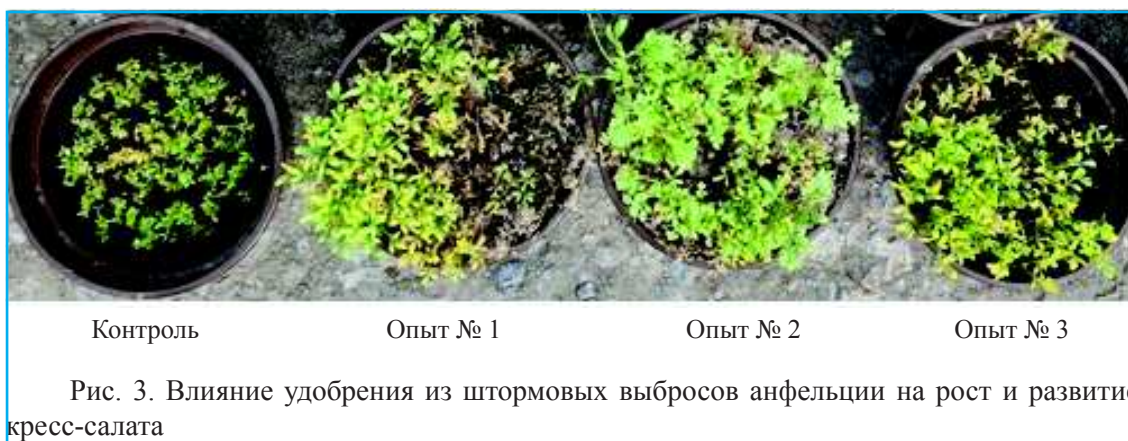 Контроль Опыт № 1 Опыт № 2 Опыт № 3
Рис. 3. Влияние удобрения из штормовых выбросов анфельции на рост и развитие
кресс-салата